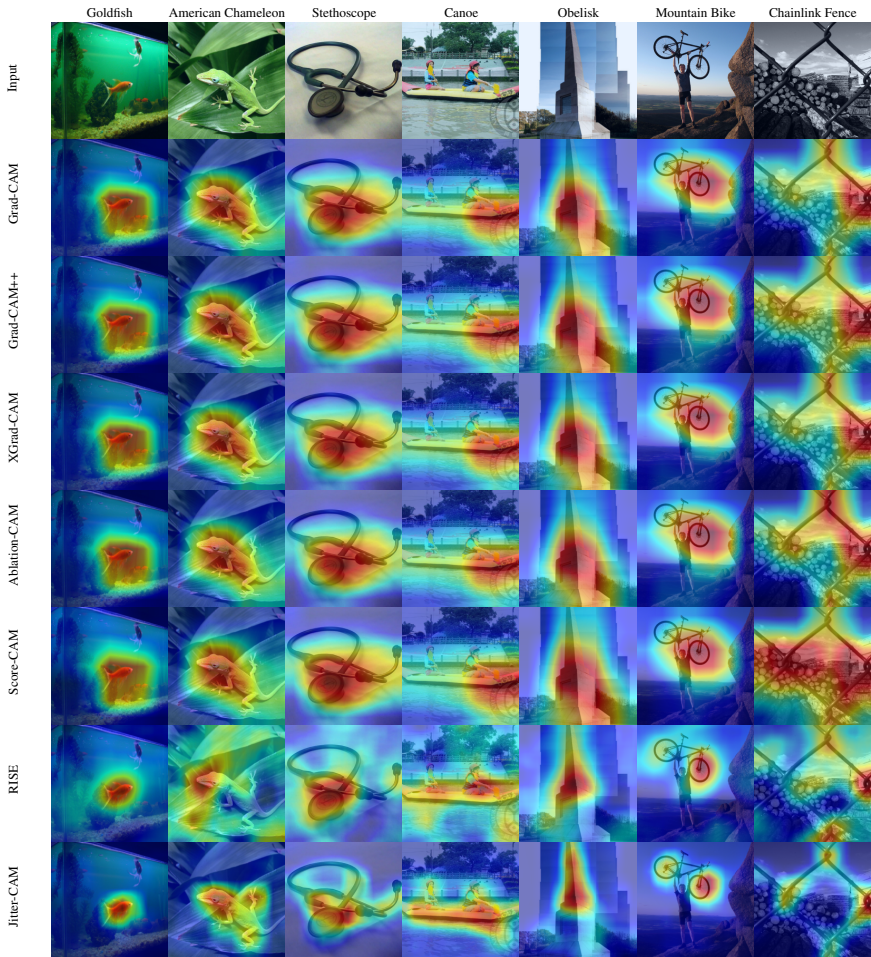 Goldfish American Chameleon Stethoscope Canoe Obelisk Mountain Bike Chainlink Fence
Input
Grad-CAM
Grad-CAM++
XGrad-CAM
Ablation-CAM
Score-CAM
RISE
Jitter-CAM